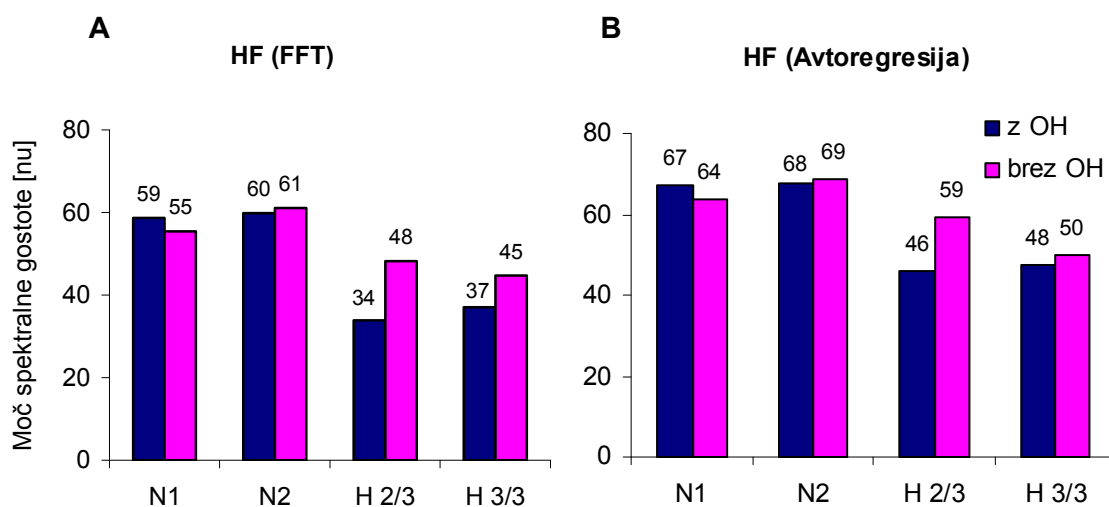 A
HF (FFT)
Moč spektralne gostote [nu]
80
60
40
20
0
59
55
60
61
34
48
37
45
N1
N2
H 2/3
H 3/3
B
HF (Avtoregresija)
z OH
brez OH
80
60
40
20
0
67
64
68
69
46
59
48
50
N1
N2
H 2/3
H 3/3